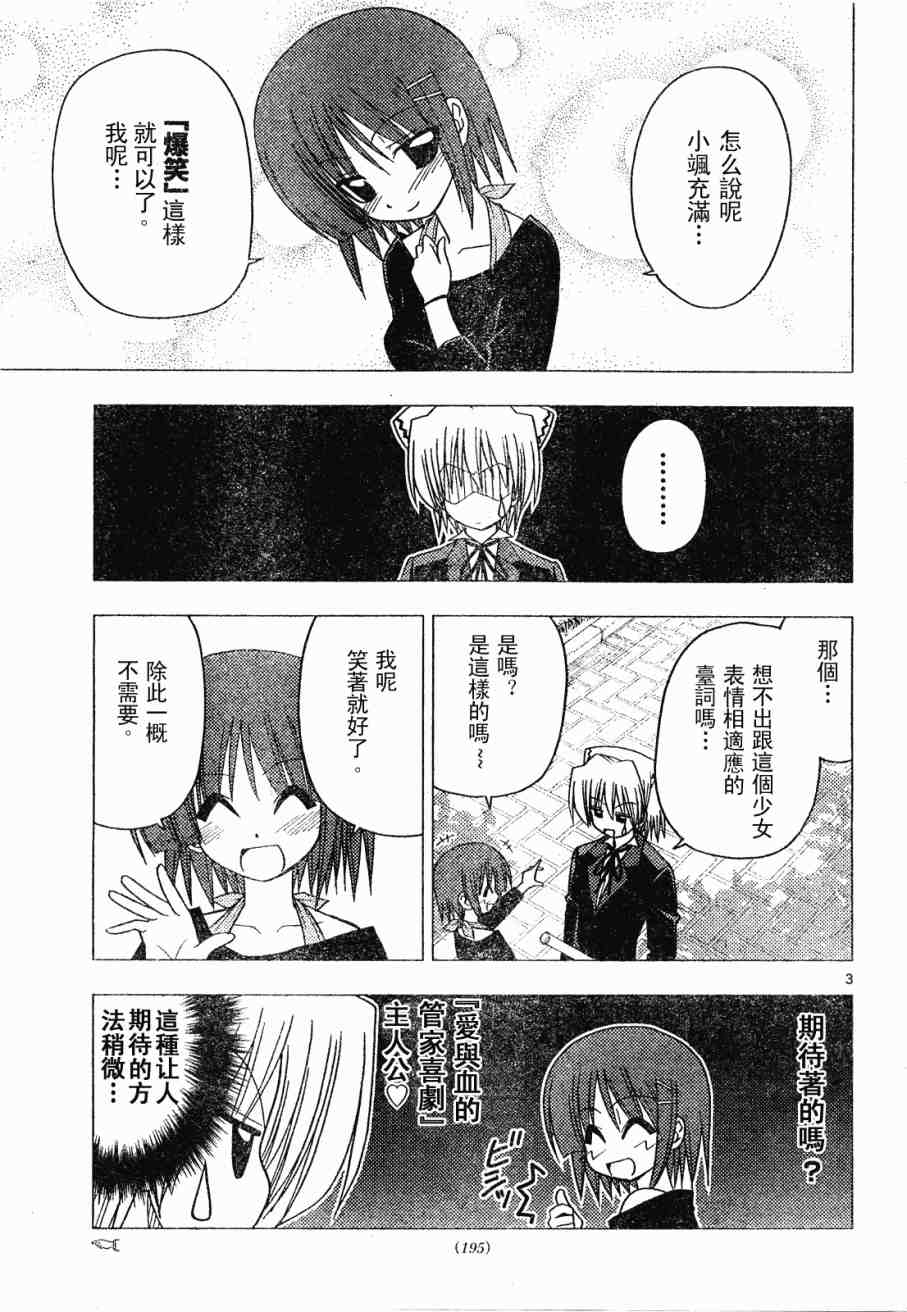 怎么說呢
小颯充滿…
『爆笑』這樣
就可以了。
我呢…
………
那個…
想不出跟這個少女
表情相適應的
臺詞嗎…
是嗎？
是這樣的嗎~
我呢
笑著就好了。
除此一概
不需要。
3
期待著的嗎？
『愛與血的
管家喜劇』
主人公♡
ビシ
這種让人
期待的方
法稍微…
(195)